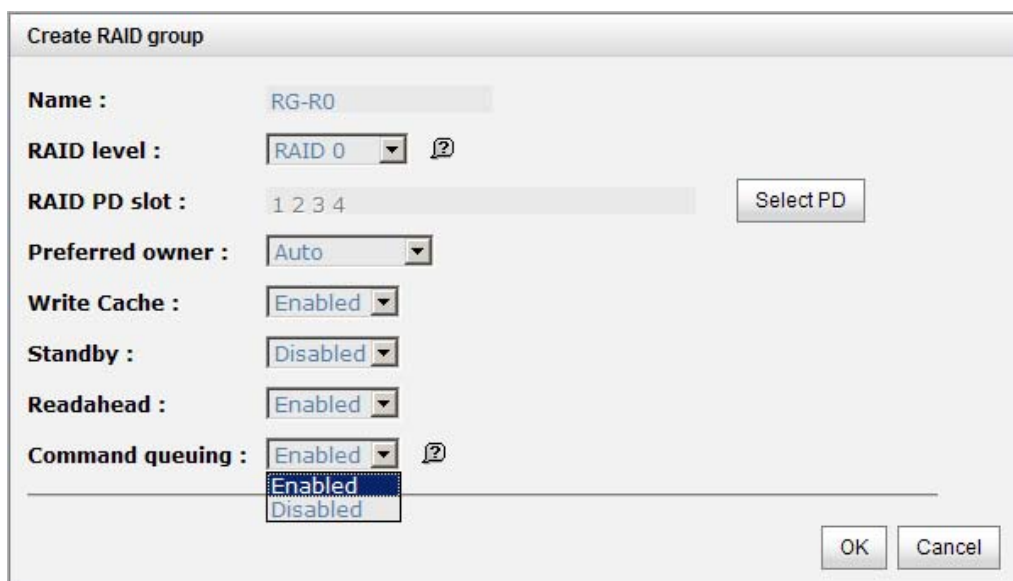 Create RAID group
Name : RG-R0
RAID level : RAID 0
RAID PD slot : 1 2 3 4 Select PD
Preferred owner : Auto
Write Cache : Enabled
Standby : Disabled
Readahead : Enabled
Command queuing : Enabled
Enabled
Disabled
OK Cancel